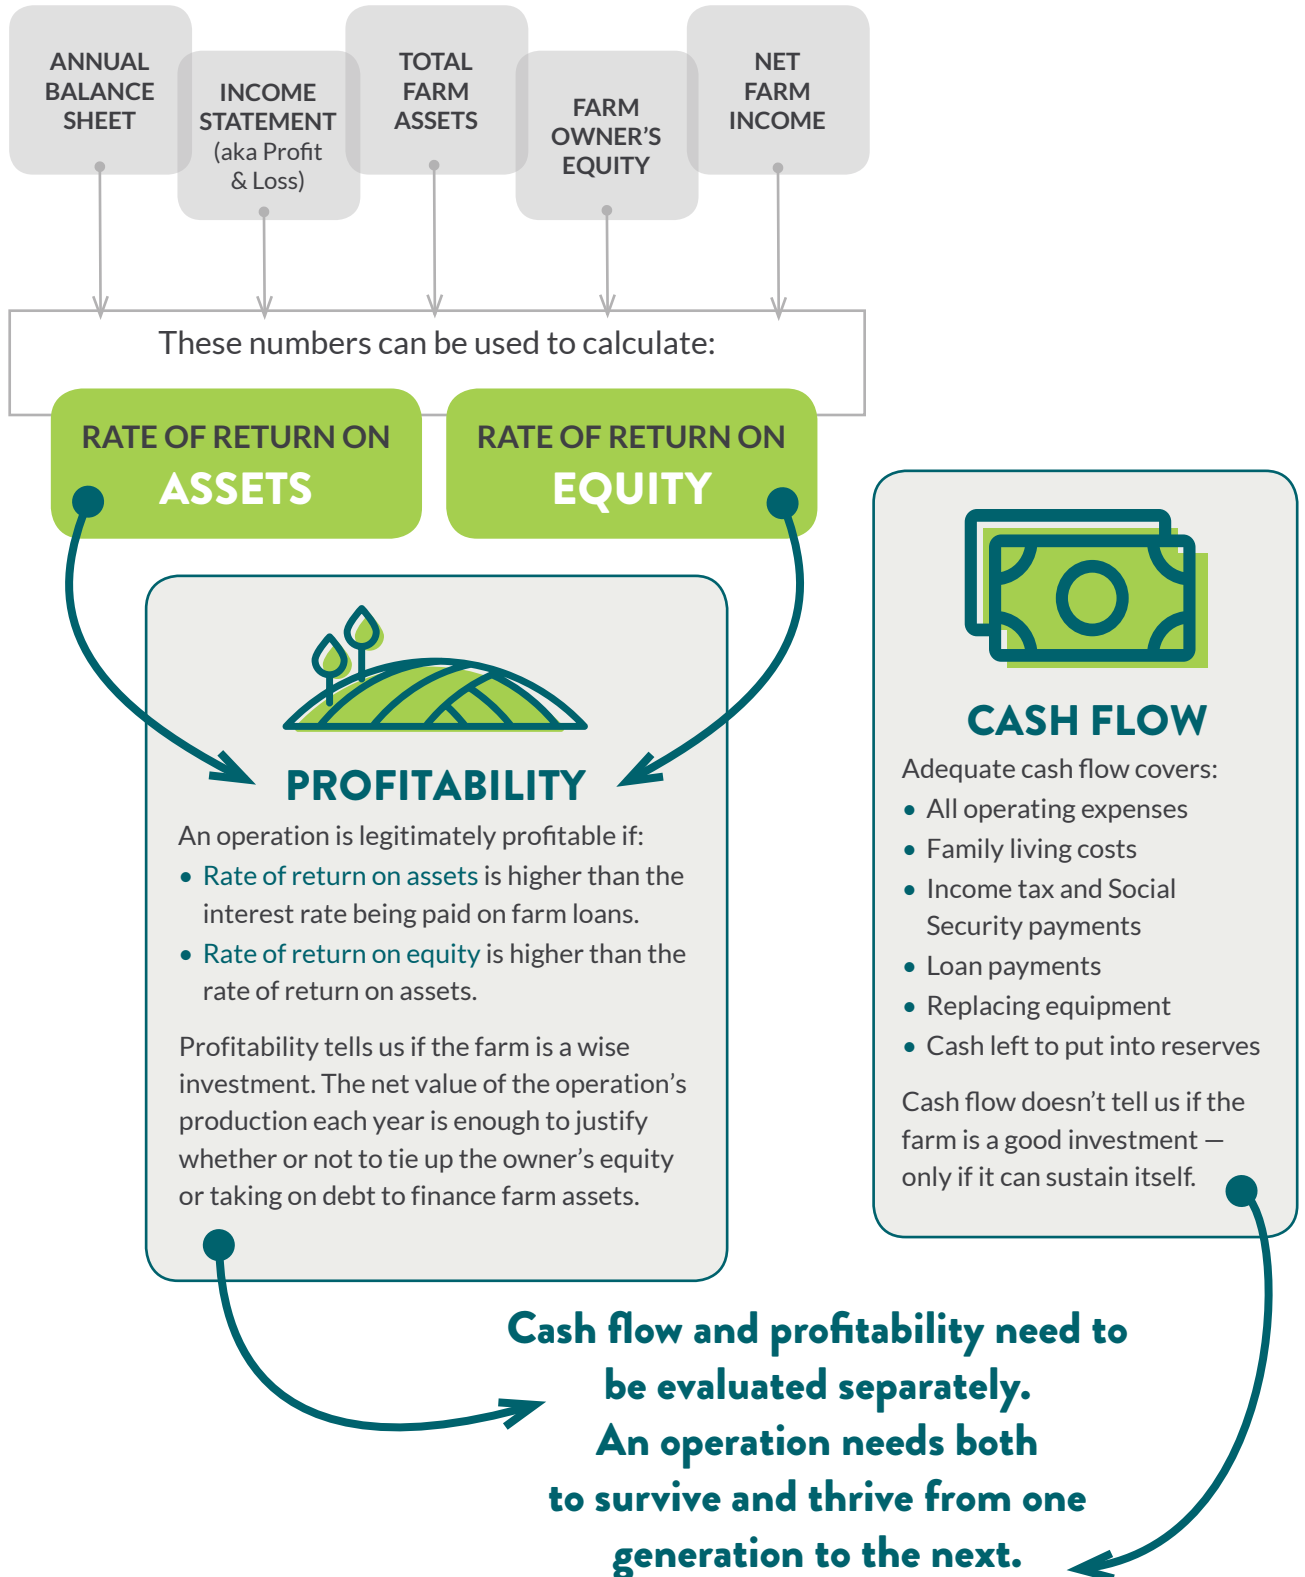 ANNUAL
BALANCE
SHEET
INCOME
STATEMENT
(aka Profit
& Loss)
TOTAL
FARM
ASSETS
FARM
OWNER'S
EQUITY
NET
FARM
INCOME
These numbers can be used to calculate:
RATE OF RETURN ON
ASSETS
RATE OF RETURN ON
EQUITY
PROFITABILITY
An operation is legitimately profitable if:
• Rate of return on assets is higher than the
interest rate being paid on farm loans.
• Rate of return on equity is higher than the
rate of return on assets.
Profitability tells us if the farm is a wise
investment. The net value of the operation's
production each year is enough to justify
whether or not to tie up the owner's equity
or taking on debt to finance farm assets.
CASH FLOW
Adequate cash flow covers:
• All operating expenses
• Family living costs
• Income tax and Social
Security payments
• Loan payments
• Replacing equipment
• Cash left to put into reserves
Cash flow doesn't tell us if the
farm is a good investment —
only if it can sustain itself.
Cash flow and profitability need to
be evaluated separately.
An operation needs both
to survive and thrive from one
generation to the next.